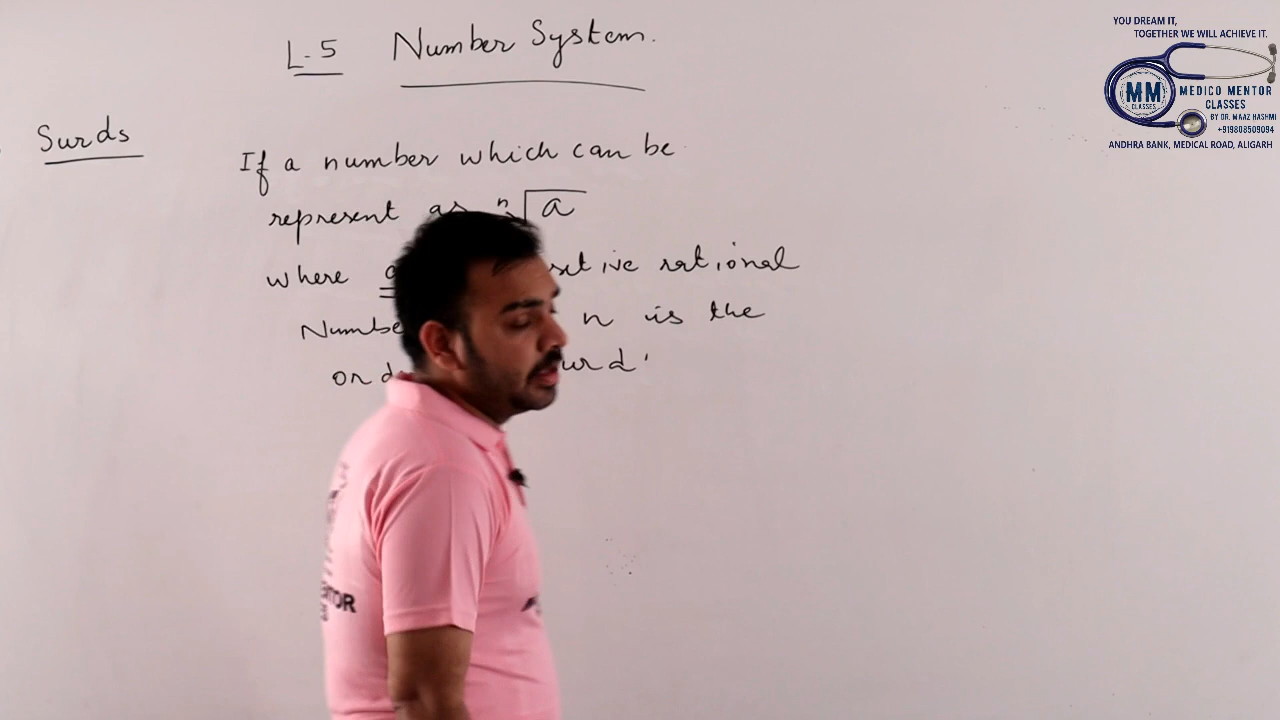 L-5 Number System.
Surds
If a number which can be
represent as n√a
where rational
n is the
YOU DREAM IT,
TOGETHER WE WILL ACHIEVE IT.
MM
CLASSES
MEDICO MENTOR
CLASSES
BY DR. MAAZ HASHMI
+919808509094
ANDHRA BANK, MEDICAL ROAD, ALIGARH